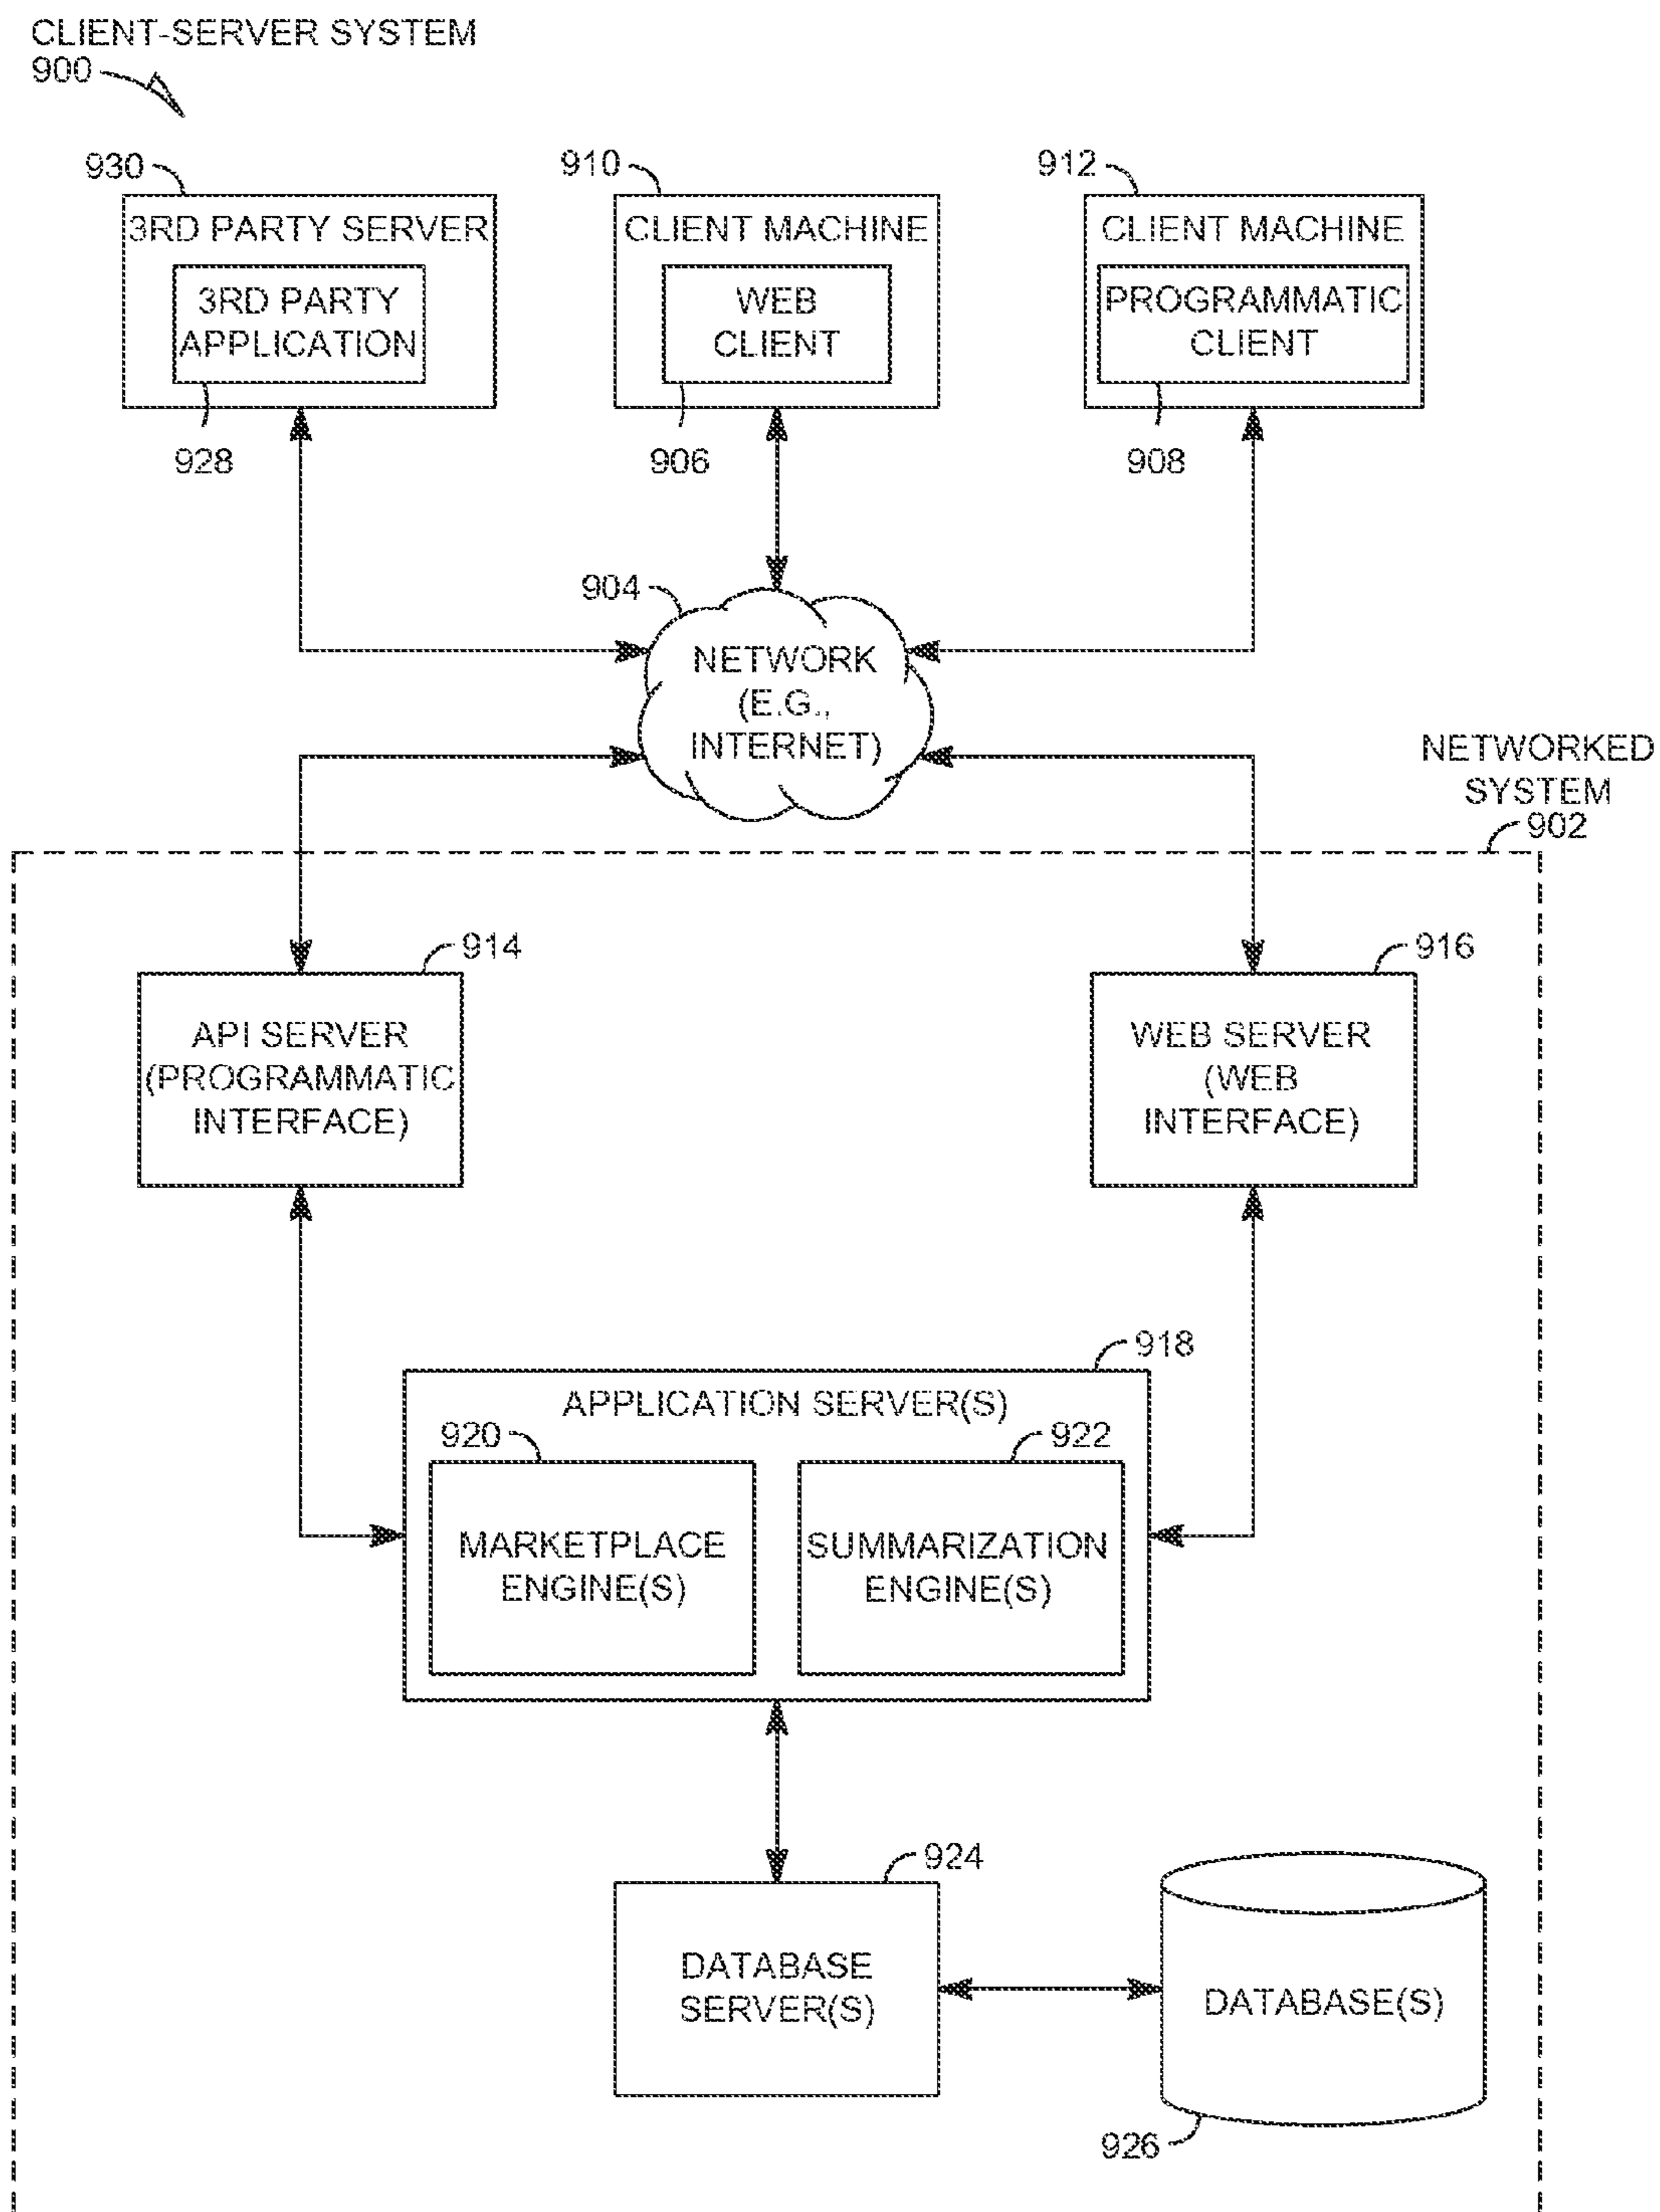 CLIENT-SERVER SYSTEM
900
930
910
912
3RD PARTY SERVER
3RD PARTY
APPLICATION
928
CLIENT MACHINE
WEB
CLIENT
906
CLIENT MACHINE
PROGRAMMATIC
CLIENT
908
904
NETWORK
(E.G.,
INTERNET)
NETWORKED
SYSTEM
902
914
API SERVER
(PROGRAMMATIC
INTERFACE)
916
WEB SERVER
(WEB
INTERFACE)
918
APPLICATION SERVER(S)
920
MARKETPLACE
ENGINE(S)
922
SUMMARIZATION
ENGINE(S)
924
DATABASE
SERVER(S)
DATABASE(S)
926